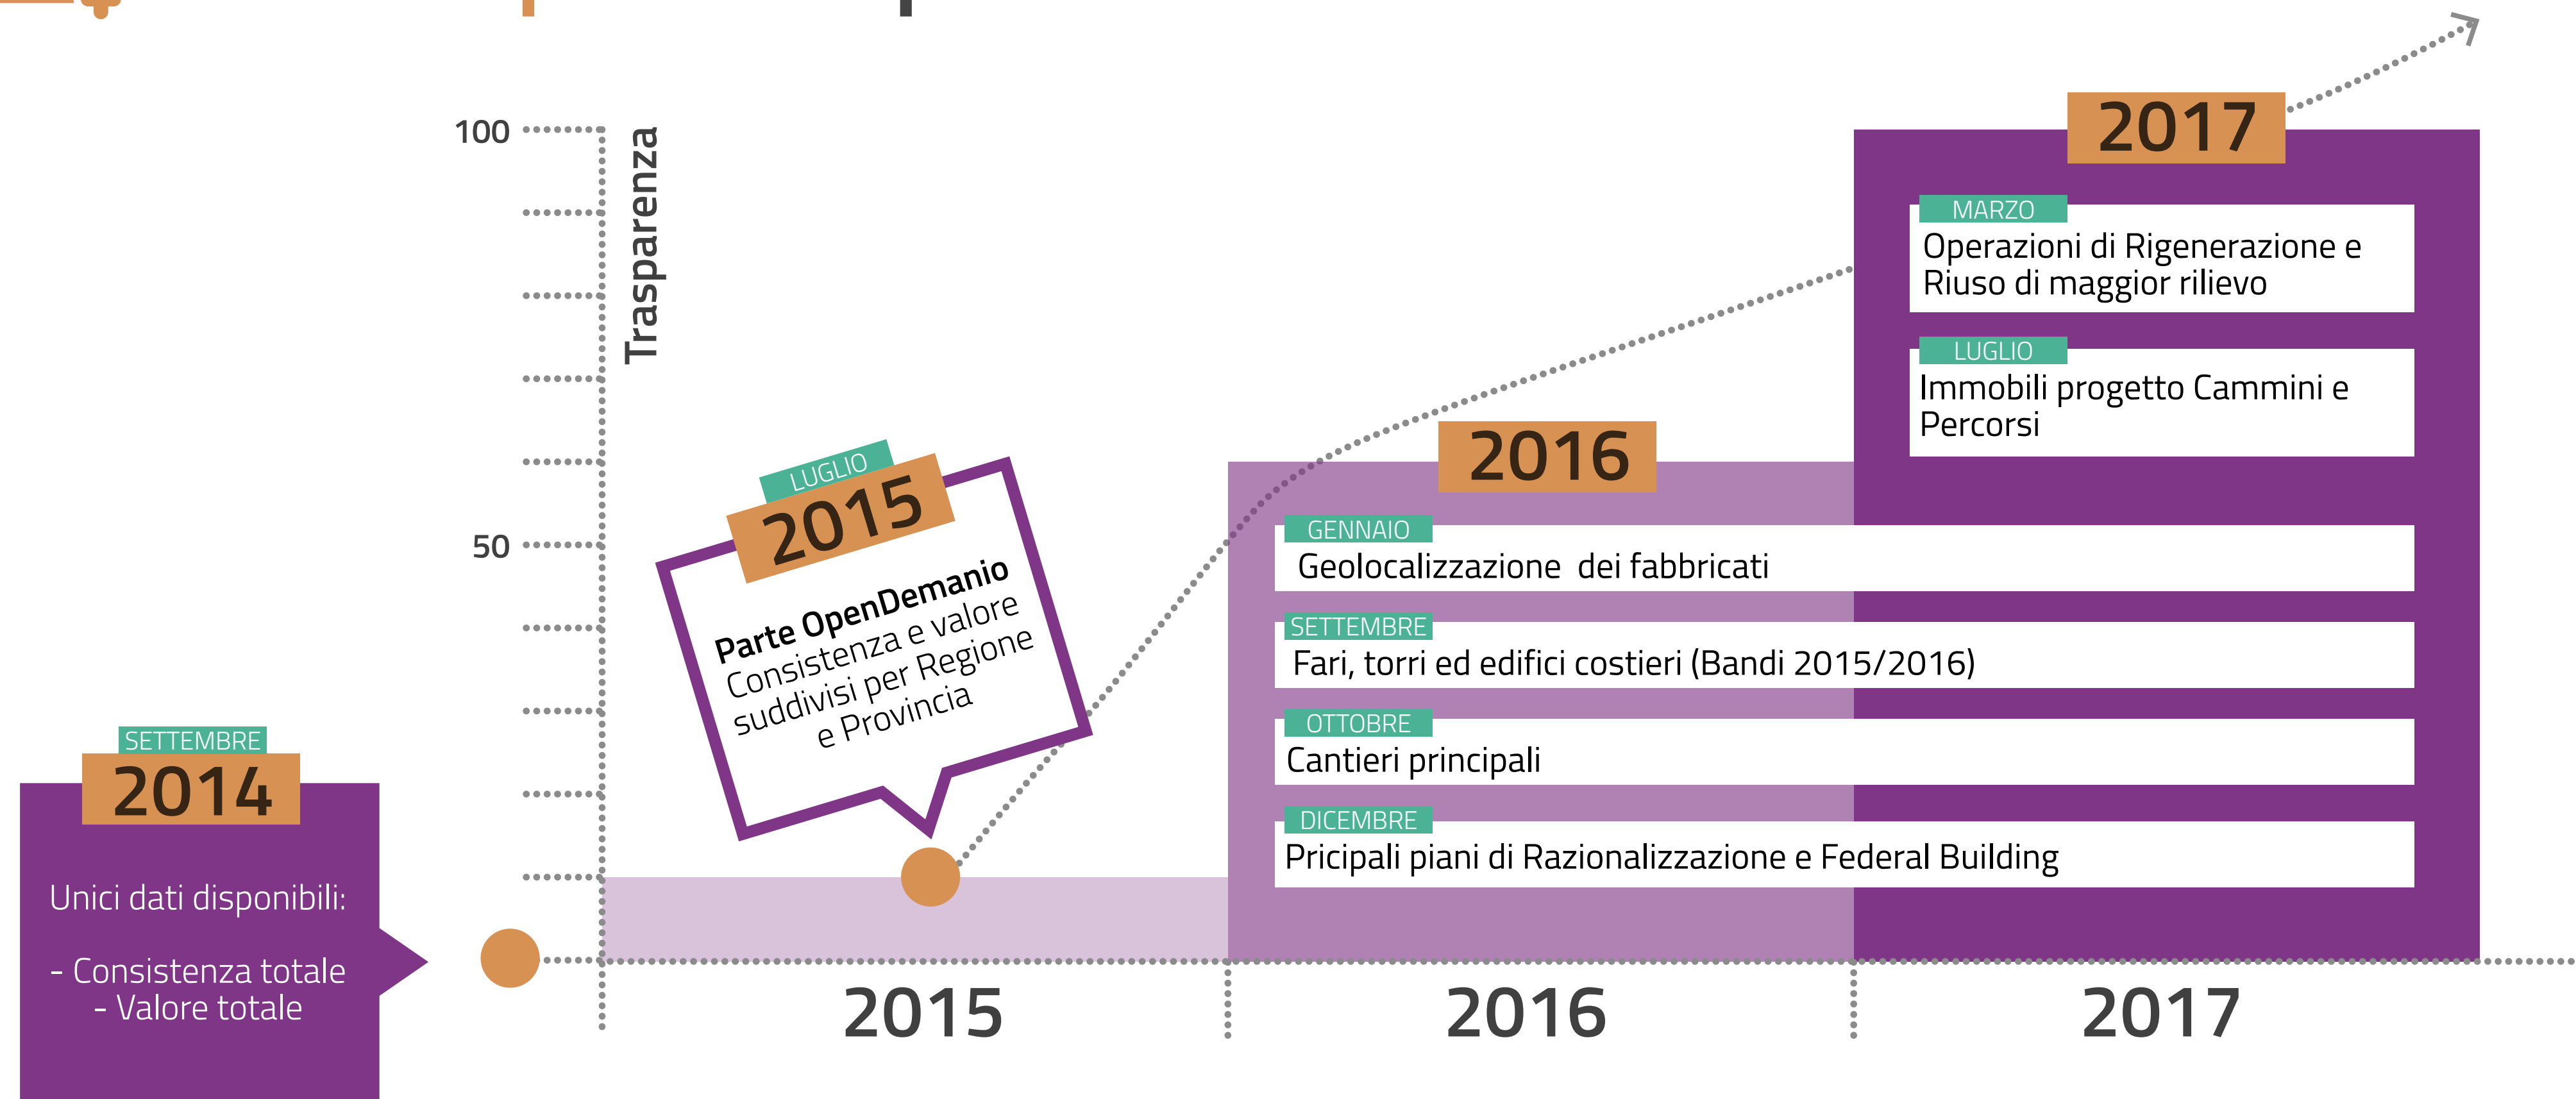 SETTEMBRE
2014
Unici dati disponibili:
- Consistenza totale
- Valore totale
100
50
Trasparenza
LUGLIO
2015
Parte OpenDemanio
Consistenza e valore
suddivisi per Regione
e Provincia
2016
GENNAIO
Geolocalizzazione dei fabbricati
SETTEMBRE
Fari, torri ed edifici costieri (Bandi 2015/2016)
OTTOBRE
Cantieri principali
DICEMBRE
Pricipali piani di Razionalizzazione e Federal Building
2017
MARZO
Operazioni di Rigenerazione e
Riuso di maggior rilievo
LUGLIO
Immobili progetto Cammini e
Percorsi
2015
2016
2017